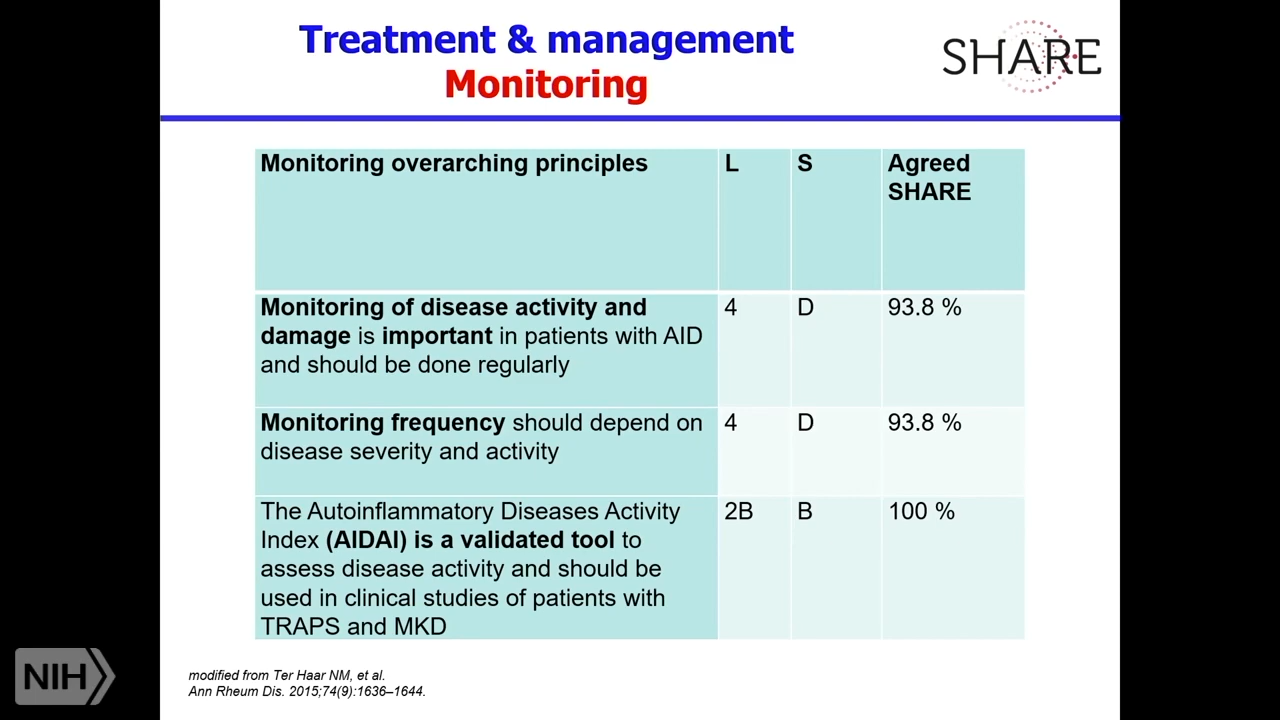 Treatment & management
Monitoring
SHARE
Monitoring overarching principles
L
S
Agreed
SHARE
Monitoring of disease activity and
damage is important in patients with AID
and should be done regularly
4
D
93.8 %
Monitoring frequency should depend on
disease severity and activity
4
D
93.8 %
The Autoinflammatory Diseases Activity
Index (AIDAI) is a validated tool to
assess disease activity and should be
used in clinical studies of patients with
TRAPS and MKD
2B
B
100 %
NIH
modified from Ter Haar NM, et al.
Ann Rheum Dis. 2015;74(9):1636–1644.